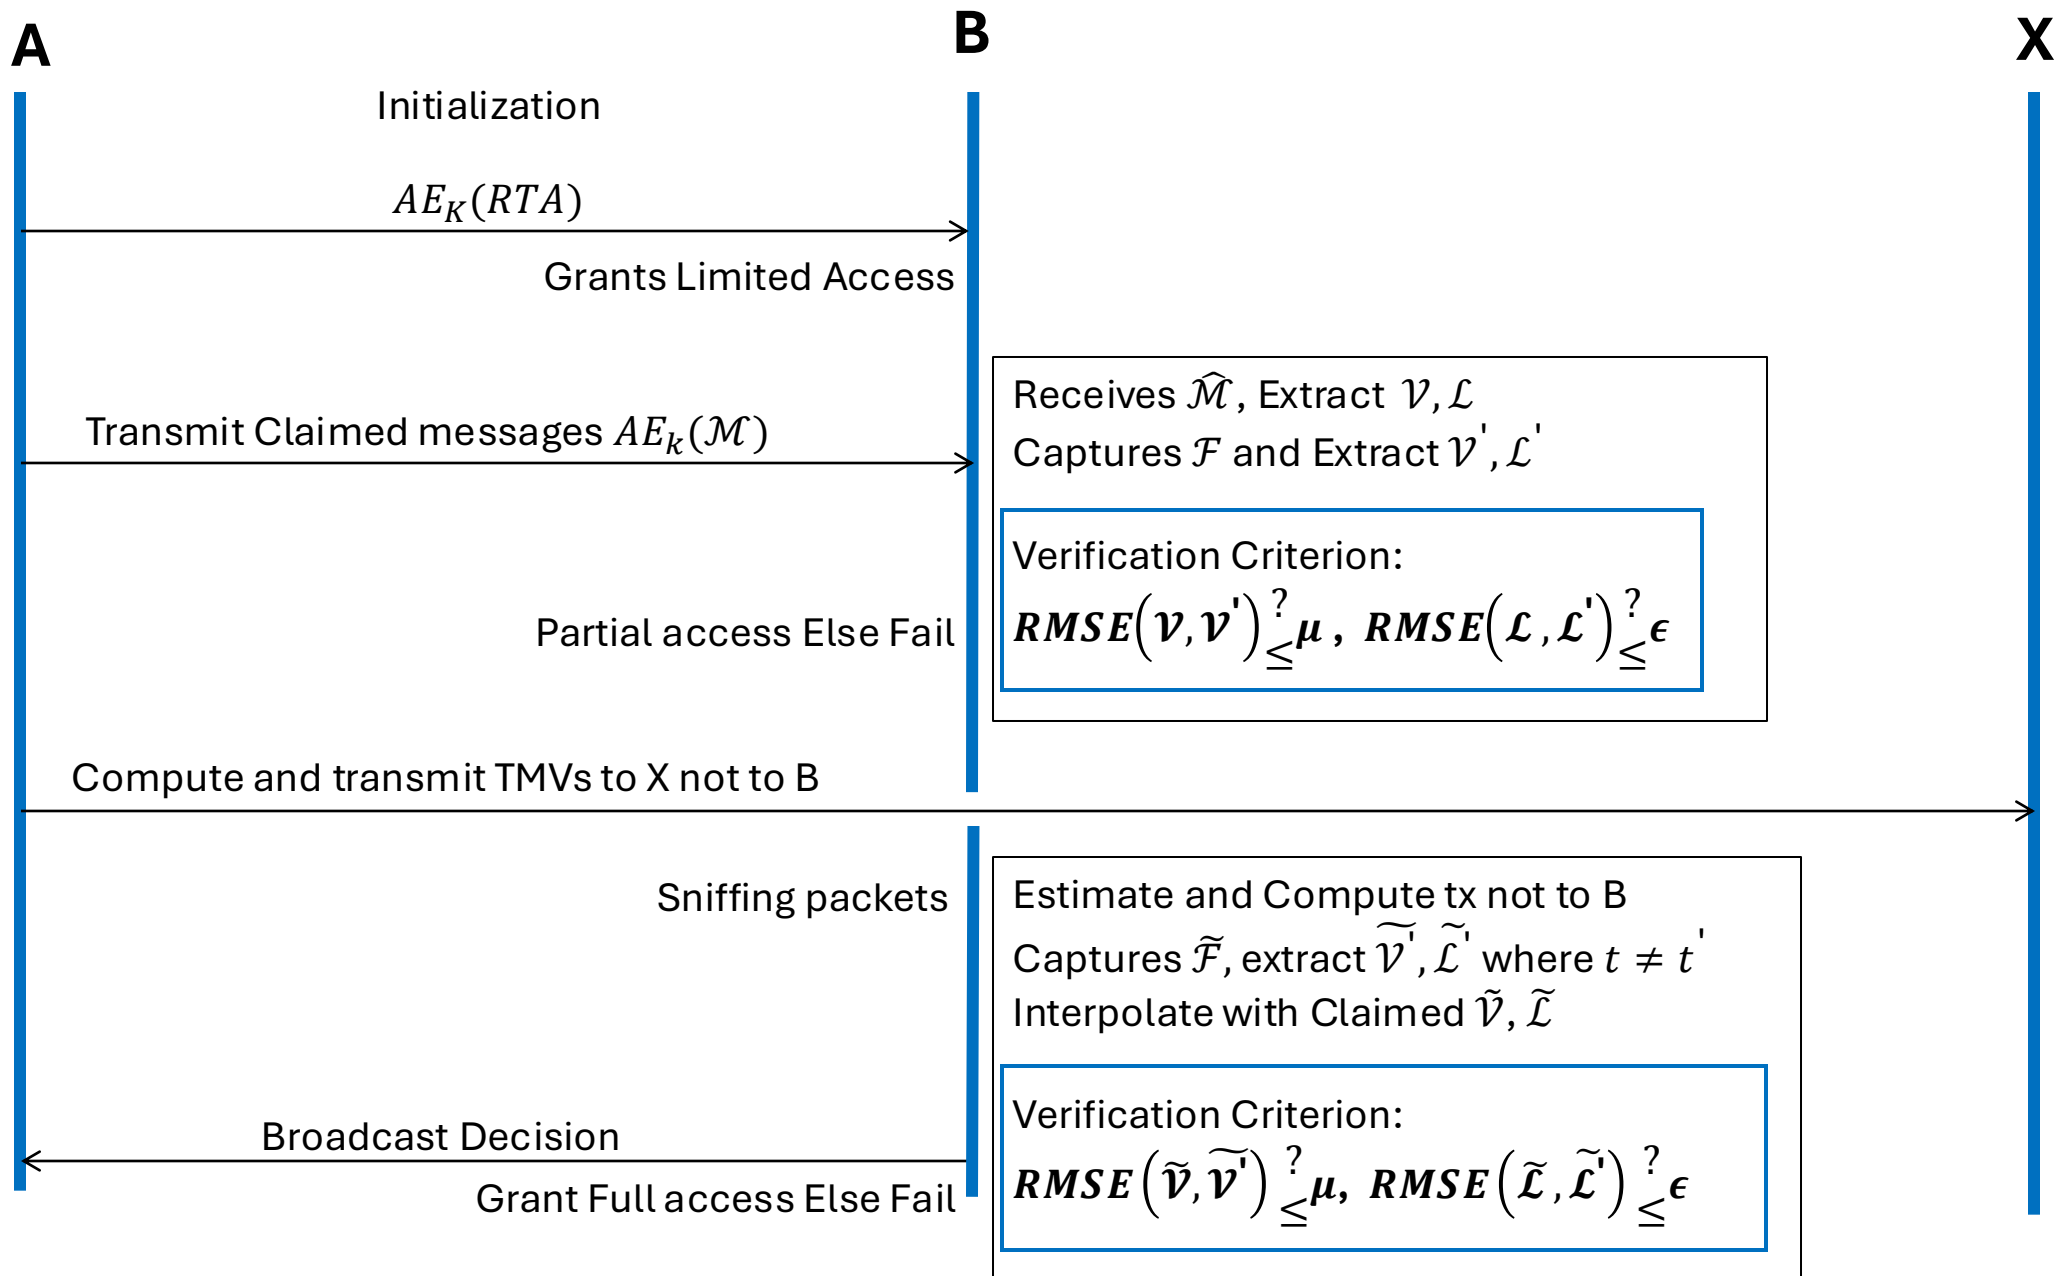 A
B
X
Initialization
AE_K(RTA)
Grants Limited Access
Transmit Claimed messages AE_k(ℳ)
Receives ℳ̂, Extract 𝒱, ℒ
Captures ℱ and Extract 𝒱', ℒ'
Verification Criterion:
RMSE(𝒱, 𝒱') ≤? μ, RMSE(ℒ, ℒ') ≤? ϵ
Partial access Else Fail
Compute and transmit TMVs to X not to B
Sniffing packets
Estimate and Compute tx not to B
Captures ℱ̃, extract 𝒱̃', ℒ̃' where t ≠ t'
Interpolate with Claimed 𝒱̃, ℒ̃
Verification Criterion:
RMSE(𝒱̃, 𝒱̃') ≤? μ, RMSE(ℒ̃, ℒ̃') ≤? ϵ
Broadcast Decision
Grant Full access Else Fail